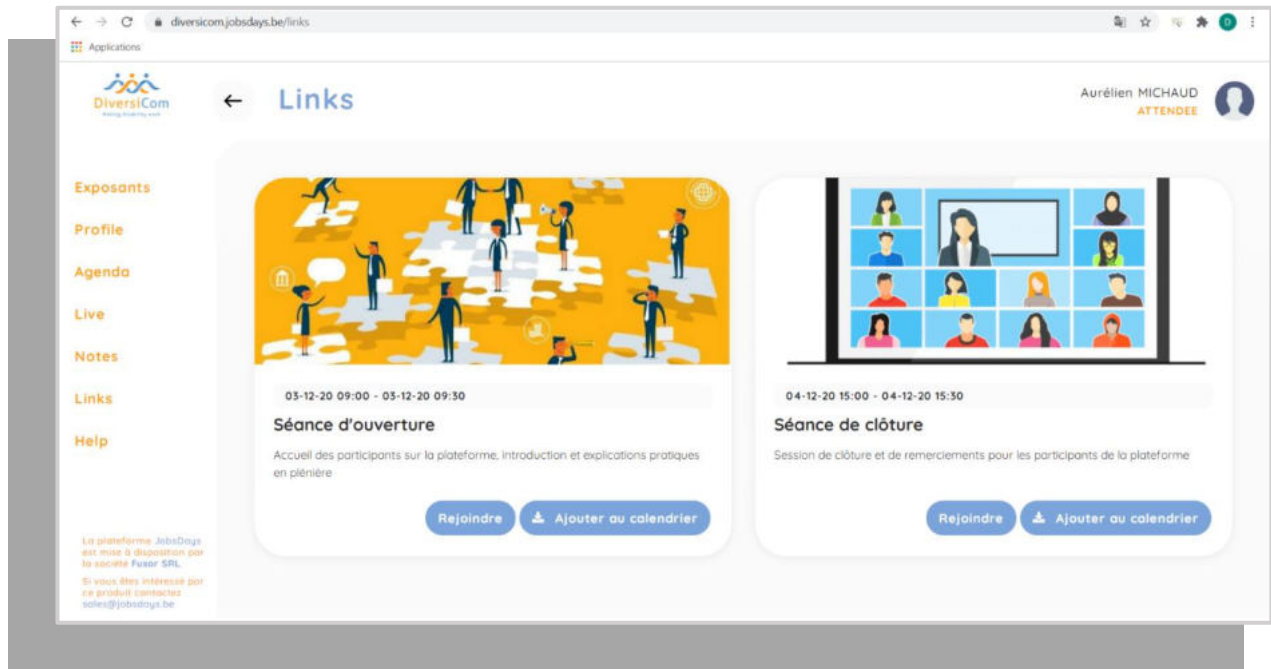 diversicom.jobsdays.be/links
D
Applications
DiversiCom
Making disability work
Links
Aurélien MICHAUD
ATTENDEE
Exposants
Profile
Agenda
Live
Notes
Links
Help
La plateforme JobsDays
est mise à disposition par
la société Fuxor SRL
Si vous êtes intéressé par
ce produit contactez
sales@jobsdays.be
03-12-20 09:00 - 03-12-20 09:30
Séance d'ouverture
Accueil des participants sur la plateforme, introduction et explications pratiques
en plénière
Rejoindre
Ajouter au calendrier
04-12-20 15:00 - 04-12-20 15:30
Séance de clôture
Session de clôture et de remerciements pour les participants de la plateforme
Rejoindre
Ajouter au calendrier